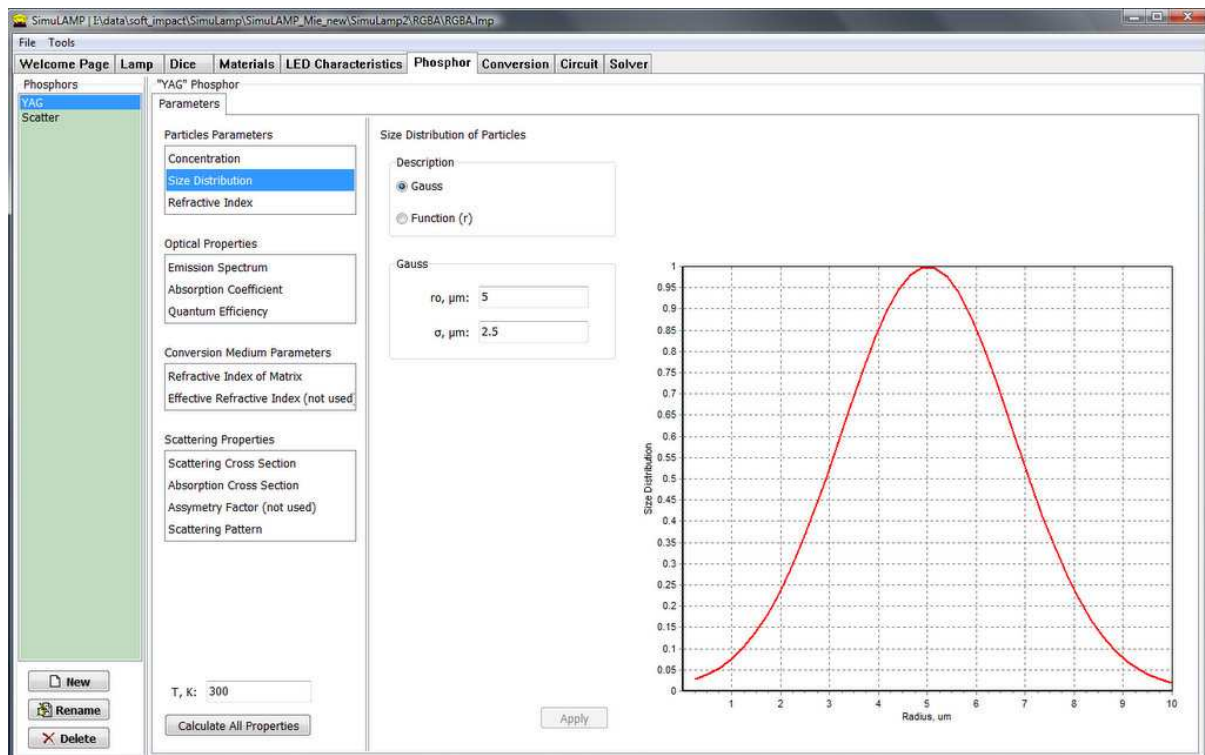 SimuLAMP | I:\data\soft_impact\SimuLamp\SimuLAMP_Mie_new\SimuLamp2\RGBA\RGBA.lmp
File Tools
Welcome Page Lamp Dice Materials LED Characteristics Phosphor Conversion Circuit Solver
Phosphors
YAG
Scatter
New
Rename
Delete
"YAG" Phosphor
Parameters
Particles Parameters
Concentration
Size Distribution
Refractive Index
Optical Properties
Emission Spectrum
Absorption Coefficient
Quantum Efficiency
Conversion Medium Parameters
Refractive Index of Matrix
Effective Refractive Index (not used)
Scattering Properties
Scattering Cross Section
Absorption Cross Section
Assymetry Factor (not used)
Scattering Pattern
T, K: 300
Calculate All Properties
Size Distribution of Particles
Description
Gauss
Function (r)
Gauss
ro, μm: 5
σ, μm: 2.5
Apply
Size Distribution
1
0.95
0.9
0.85
0.8
0.75
0.7
0.65
0.6
0.55
0.5
0.45
0.4
0.35
0.3
0.25
0.2
0.15
0.1
0.05
0
1 2 3 4 5 6 7 8 9 10
Radius, um